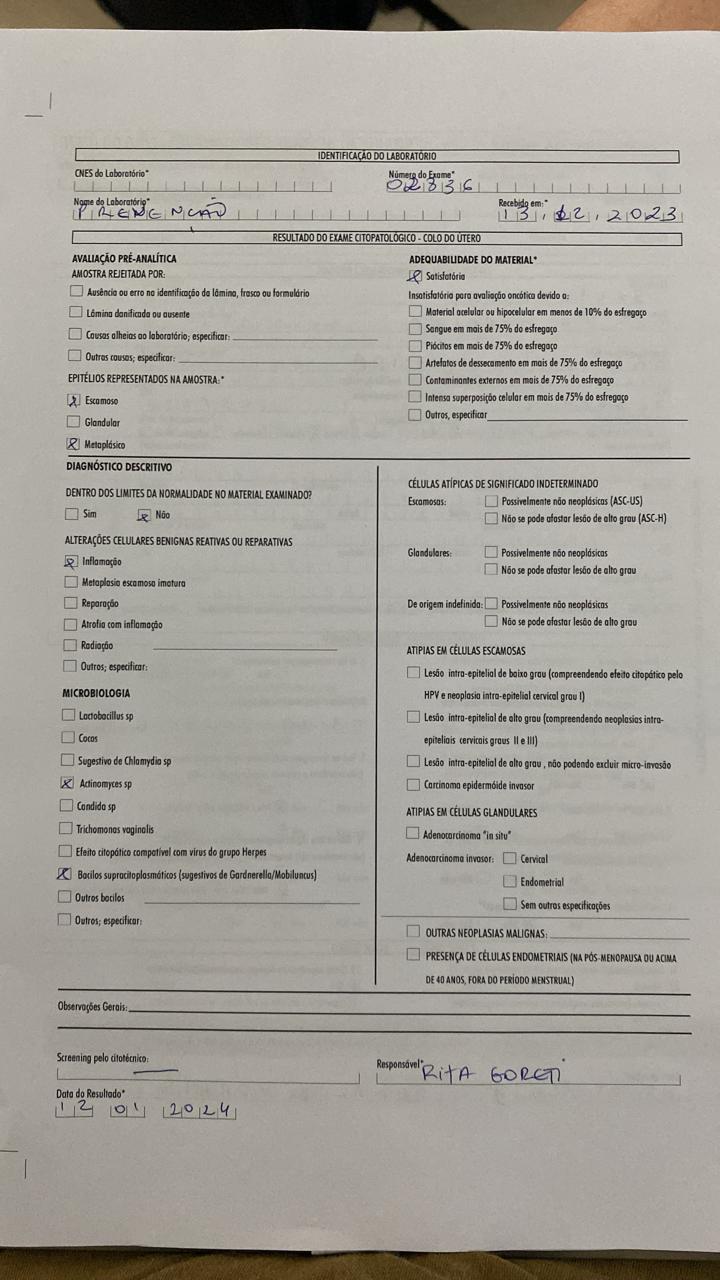 IDENTIFICAÇÃO DO LABORATÓRIO
CNES do Laboratório*
Número do Exame*
02836
Nome do Laboratório*
PREVENÇÃO
Recebido em:*
13.12.2023
RESULTADO DO EXAME CITOPATOLÓGICO - COLO DO ÚTERO
AVALIAÇÃO PRÉ-ANALÍTICA
AMOSTRA REJEITADA POR:
Ausência ou erro na identificação da lâmina, frasco ou formulário
Lâmina danificada ou ausente
Causas alheias ao laboratório; especificar:
Outras causas; especificar:
EPITÉLIOS REPRESENTADOS NA AMOSTRA:*
Escamoso
Glandular
Metaplásico
ADEQUABILIDADE DO MATERIAL*
Satisfatória
Insatisfatória para avaliação oncótica devido a:
Material acelular ou hipocelular em menos de 10% do esfregaço
Sangue em mais de 75% do esfregaço
Piócitos em mais de 75% do esfregaço
Artefatos de dessecamento em mais de 75% do esfregaço
Contaminantes externos em mais de 75% do esfregaço
Intensa superposição celular em mais de 75% do esfregaço
Outros, especificar
DIAGNÓSTICO DESCRITIVO
DENTRO DOS LIMITES DA NORMALIDADE NO MATERIAL EXAMINADO?
Sim Não
ALTERAÇÕES CELULARES BENIGNAS REATIVAS OU REPARATIVAS
Inflamação
Metaplasia escamosa imatura
Reparação
Atrofia com inflamação
Radiação
Outros; especificar:
MICROBIOLOGIA
Lactobacillus sp
Cocos
Sugestivo de Chlamydia sp
Actinomyces sp
Candida sp
Trichomonas vaginalis
Efeito citopático compatível com vírus do grupo Herpes
Bacilos supracitoplasmáticos (sugestivos de Gardnerella/Mobiluncus)
Outros bacilos
Outros; especificar:
CÉLULAS ATÍPICAS DE SIGNIFICADO INDETERMINADO
Escamosas: Possivelmente não neoplásicas (ASC-US)
Não se pode afastar lesão de alto grau (ASC-H)
Glandulares: Possivelmente não neoplásicas
Não se pode afastar lesão de alto grau
De origem indefinida: Possivelmente não neoplásicas
Não se pode afastar lesão de alto grau
ATIPIAS EM CÉLULAS ESCAMOSAS
Lesão intra-epitelial de baixo grau (compreendendo efeito citopático pelo
HPV e neoplasia intra-epitelial cervical grau I)
Lesão intra-epitelial de alto grau (compreendendo neoplasias intra-
epiteliais cervicais graus II e III)
Lesão intra-epitelial de alto grau , não podendo excluir micro-invasão
Carcinoma epidermóide invasor
ATIPIAS EM CÉLULAS GLANDULARES
Adenocarcinoma "in situ"
Adenocarcinoma invasor: Cervical
Endometrial
Sem outras especificações
OUTRAS NEOPLASIAS MALIGNAS:
PRESENÇA DE CÉLULAS ENDOMETRIAIS (NA PÓS-MENOPAUSA OU ACIMA
DE 40 ANOS, FORA DO PERÍODO MENSTRUAL)
Observações Gerais:
Screening pelo citotécnico:
Responsável*
RITA GORETI
Data do Resultado*
12 01 2024